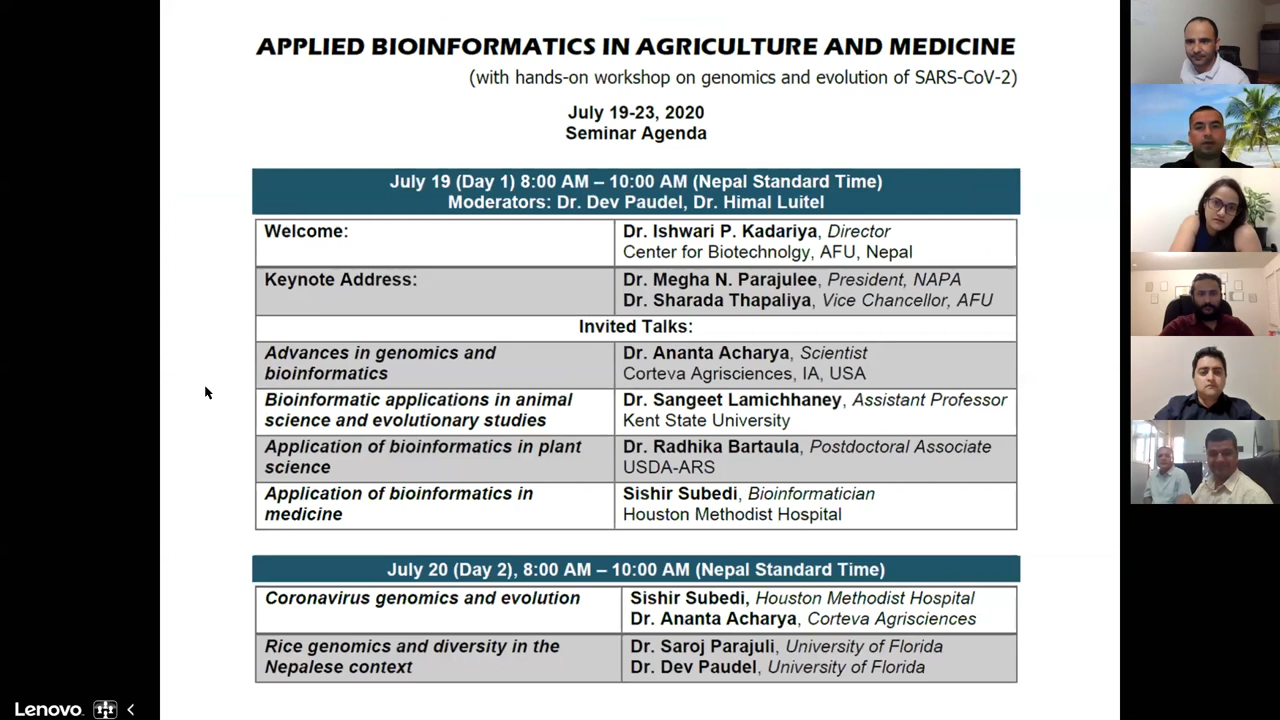 APPLIED BIOINFORMATICS IN AGRICULTURE AND MEDICINE
(with hands-on workshop on genomics and evolution of SARS-CoV-2)
July 19-23, 2020
Seminar Agenda
July 19 (Day 1) 8:00 AM – 10:00 AM (Nepal Standard Time)
Moderators: Dr. Dev Paudel, Dr. Himal Luitel
Welcome:
Dr. Ishwari P. Kadariya, Director
Center for Biotechnolgy, AFU, Nepal
Keynote Address:
Dr. Megha N. Parajulee, President, NAPA
Dr. Sharada Thapaliya, Vice Chancellor, AFU
Invited Talks:
Advances in genomics and
bioinformatics
Dr. Ananta Acharya, Scientist
Corteva Agrisciences, IA, USA
Bioinformatic applications in animal
science and evolutionary studies
Dr. Sangeet Lamichhaney, Assistant Professor
Kent State University
Application of bioinformatics in plant
science
Dr. Radhika Bartaula, Postdoctoral Associate
USDA-ARS
Application of bioinformatics in
medicine
Sishir Subedi, Bioinformatician
Houston Methodist Hospital
July 20 (Day 2), 8:00 AM – 10:00 AM (Nepal Standard Time)
Coronavirus genomics and evolution
Sishir Subedi, Houston Methodist Hospital
Dr. Ananta Acharya, Corteva Agrisciences
Rice genomics and diversity in the
Nepalese context
Dr. Saroj Parajuli, University of Florida
Dr. Dev Paudel, University of Florida
Lenovo